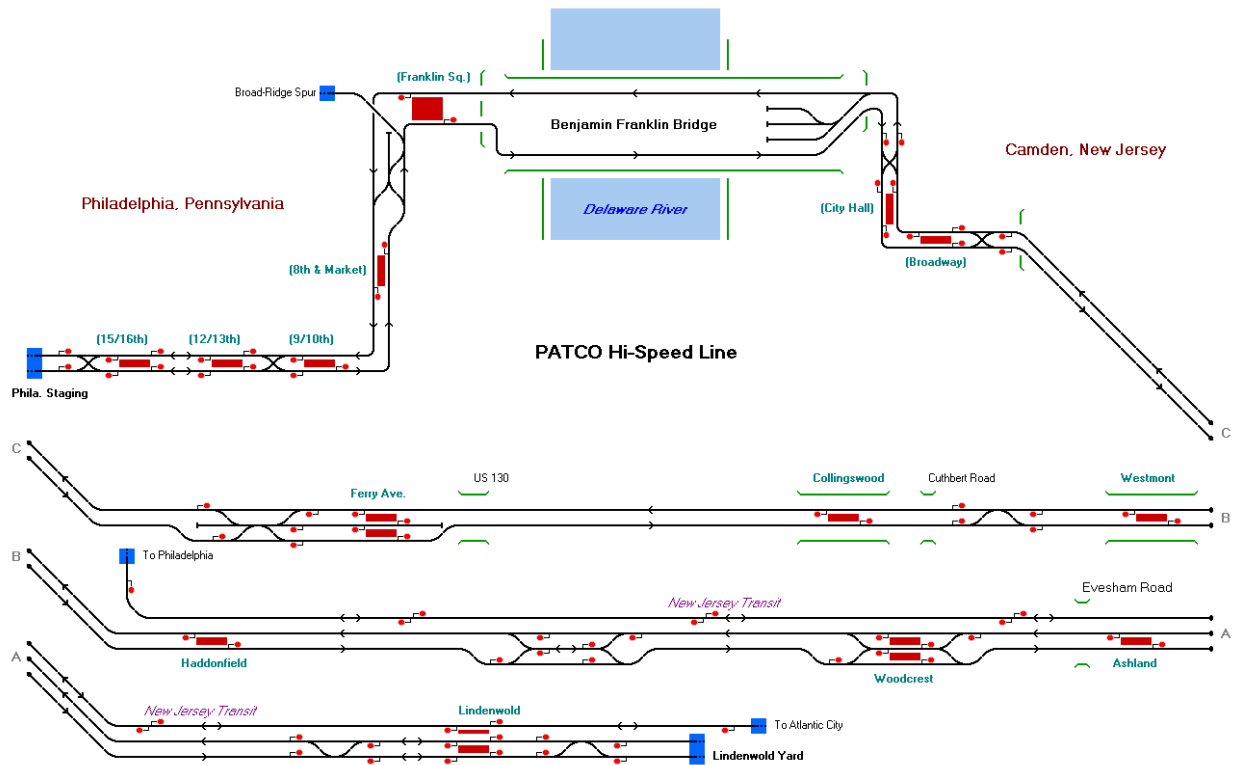 (Franklin Sq.)
Broad-Ridge Spur
Benjamin Franklin Bridge
Camden, New Jersey
Philadelphia, Pennsylvania
Delaware River
(City Hall)
(8th & Market)
(Broadway)
(15/16th)
(12/13th)
(9/10th)
PATCO Hi-Speed Line
Phila. Staging
C
C
US 130
Collingswood
Cuthbert Road
Westmont
Ferry Ave.
B
B
To Philadelphia
Evesham Road
New Jersey Transit
A
Haddonfield
Woodcrest
Ashland
A
New Jersey Transit
Lindenwold
To Atlantic City
Lindenwold Yard